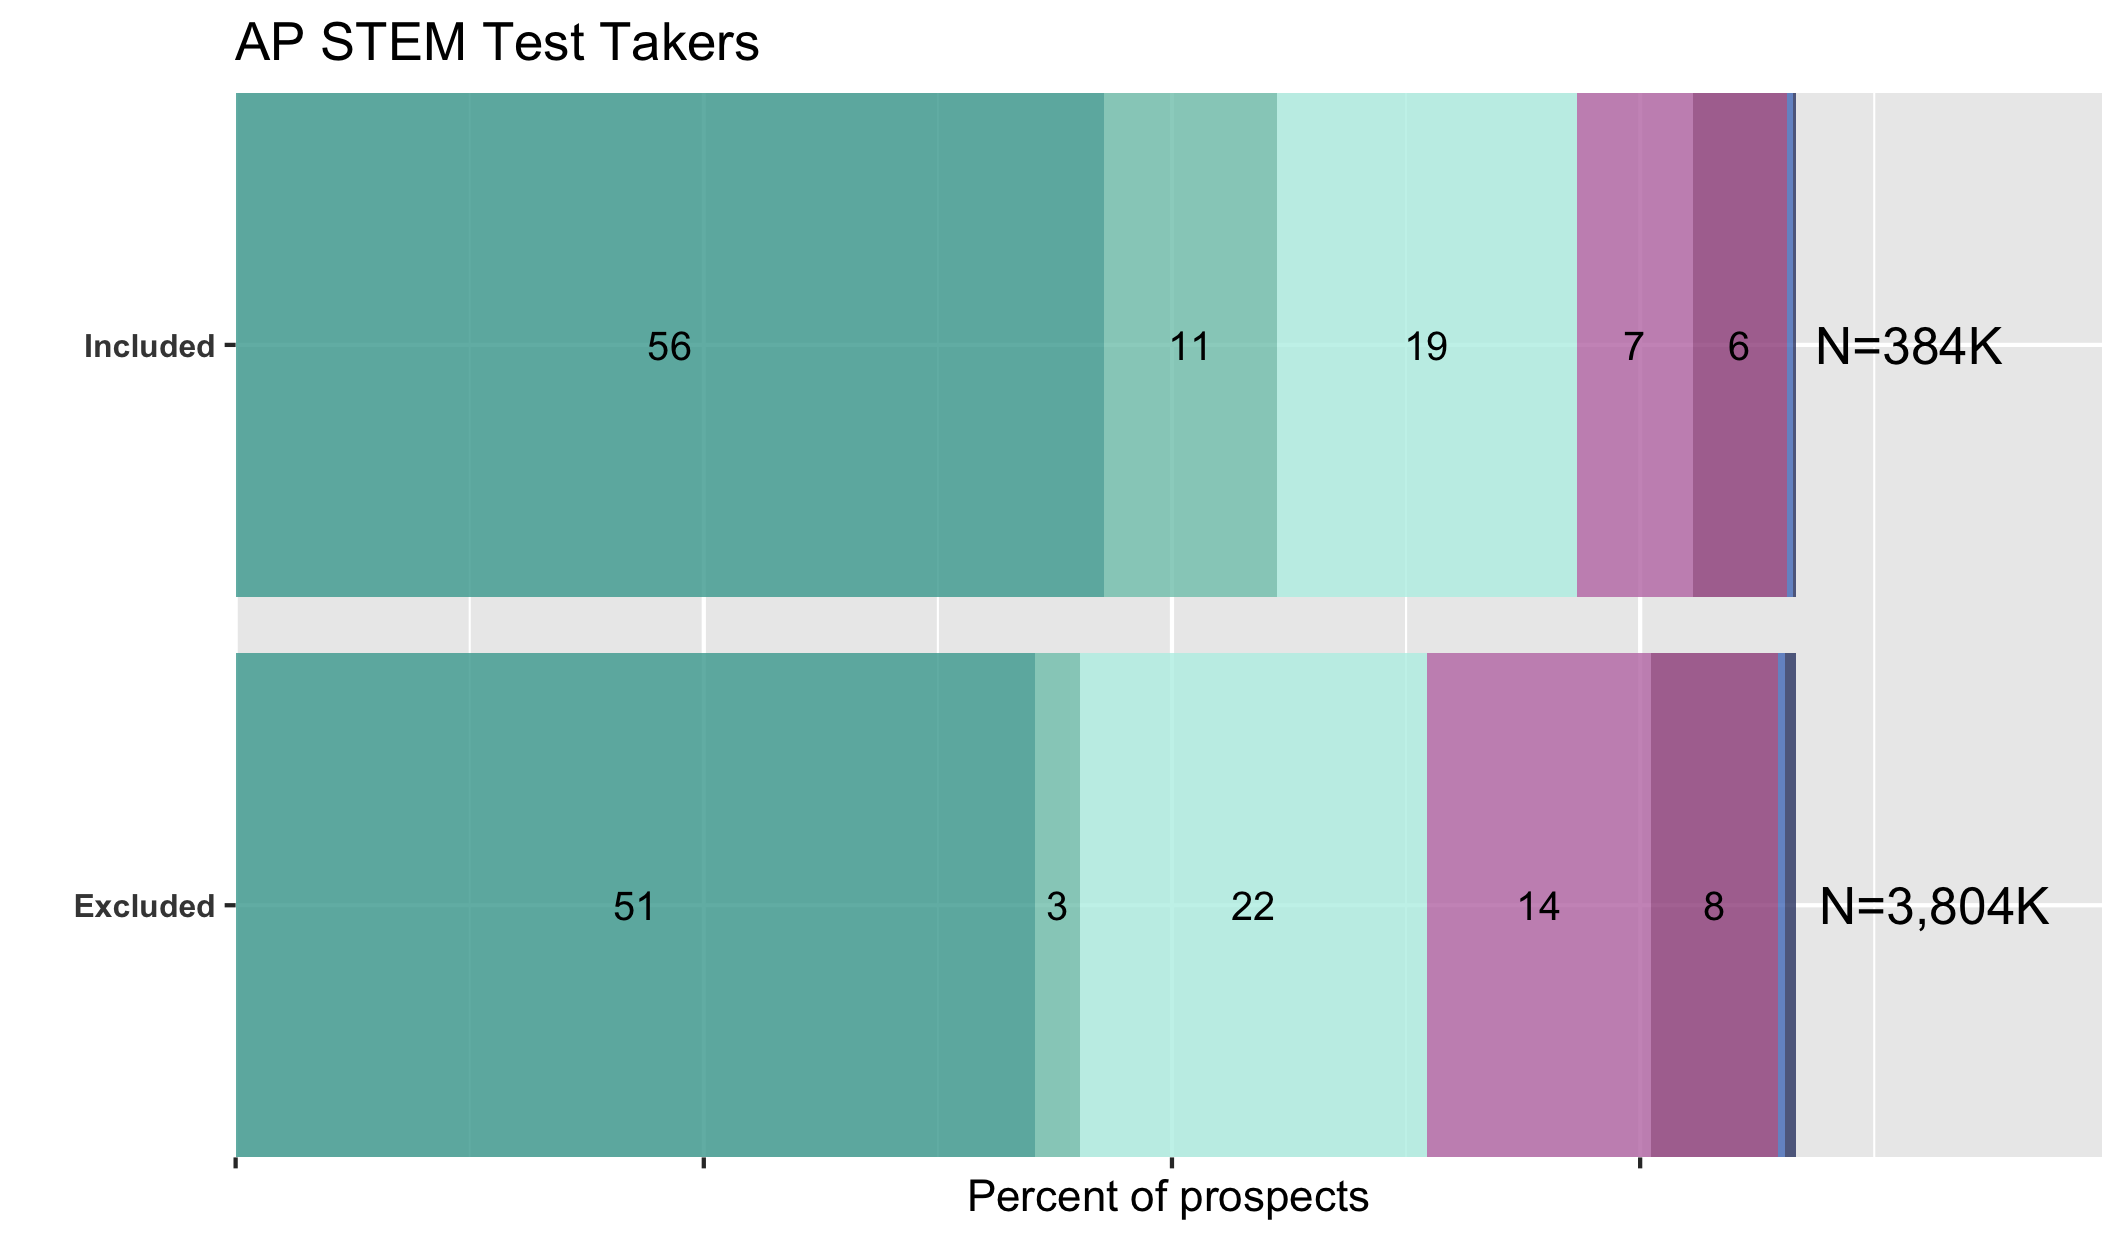 AP STEM Test Takers
Included
56 11 19 7 6 N=384K
Excluded
51 3 22 14 8 N=3,804K
Percent of prospects